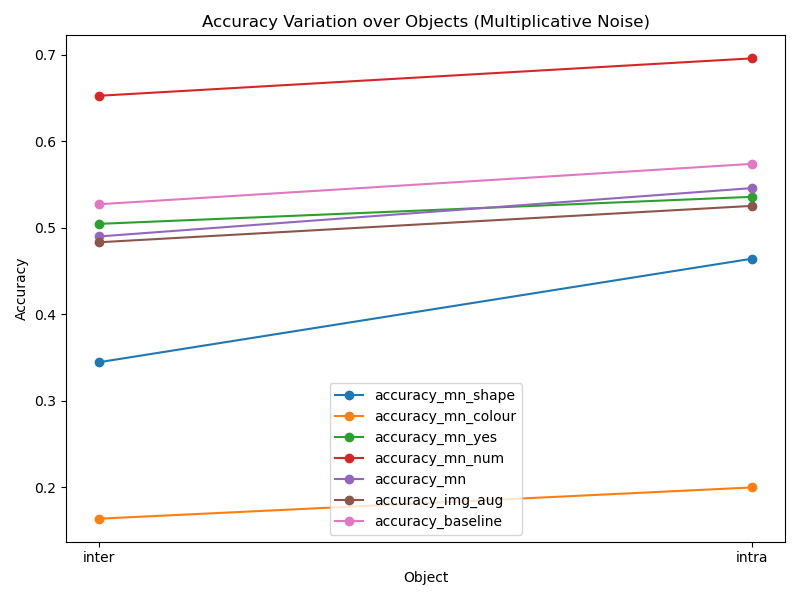 Accuracy Variation over Objects (Multiplicative Noise)
Accuracy
0.7
0.6
0.5
0.4
0.3
0.2
accuracy_mn_shape
accuracy_mn_colour
accuracy_mn_yes
accuracy_mn_num
accuracy_mn
accuracy_img_aug
accuracy_baseline
inter
intra
Object